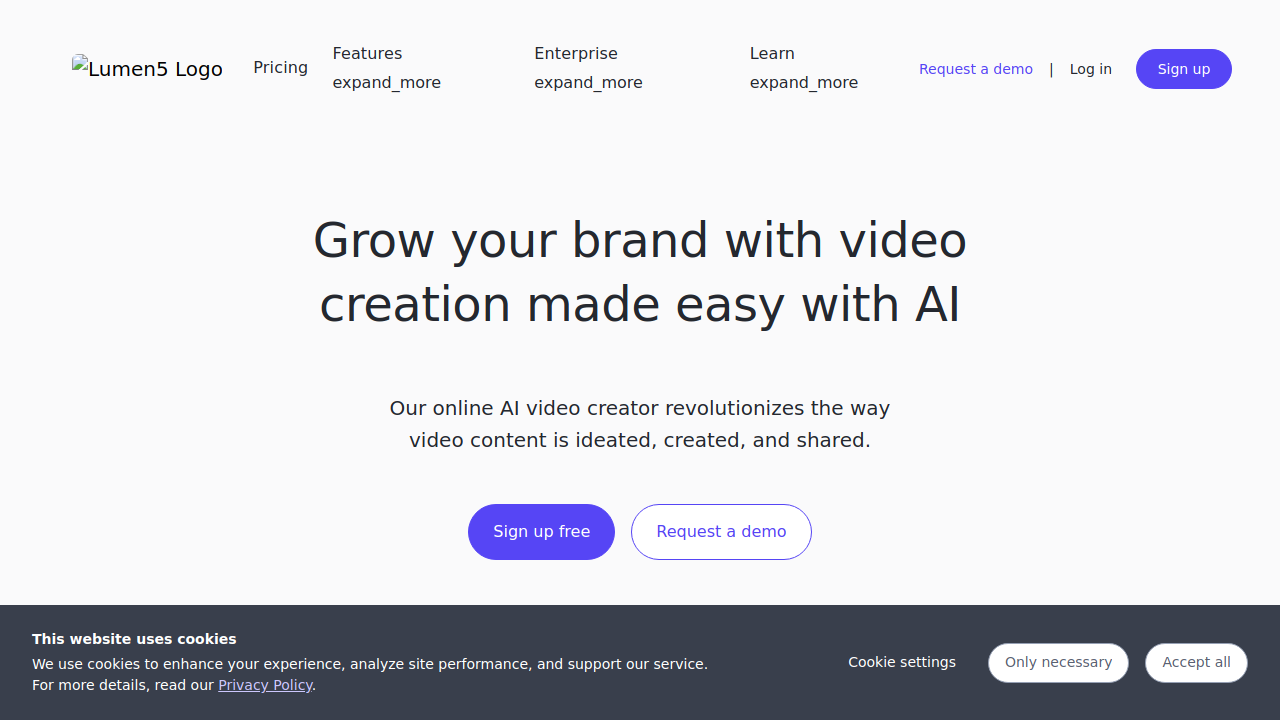 Lumen5 Logo
Pricing
Features
expand_more
Enterprise
expand_more
Learn
expand_more
Request a demo
|
Log in
Sign up
Grow your brand with video
creation made easy with AI
Our online AI video creator revolutionizes the way
video content is ideated, created, and shared.
Sign up free
Request a demo
This website uses cookies
We use cookies to enhance your experience, analyze site performance, and support our service.
For more details, read our Privacy Policy.
Cookie settings
Only necessary
Accept all